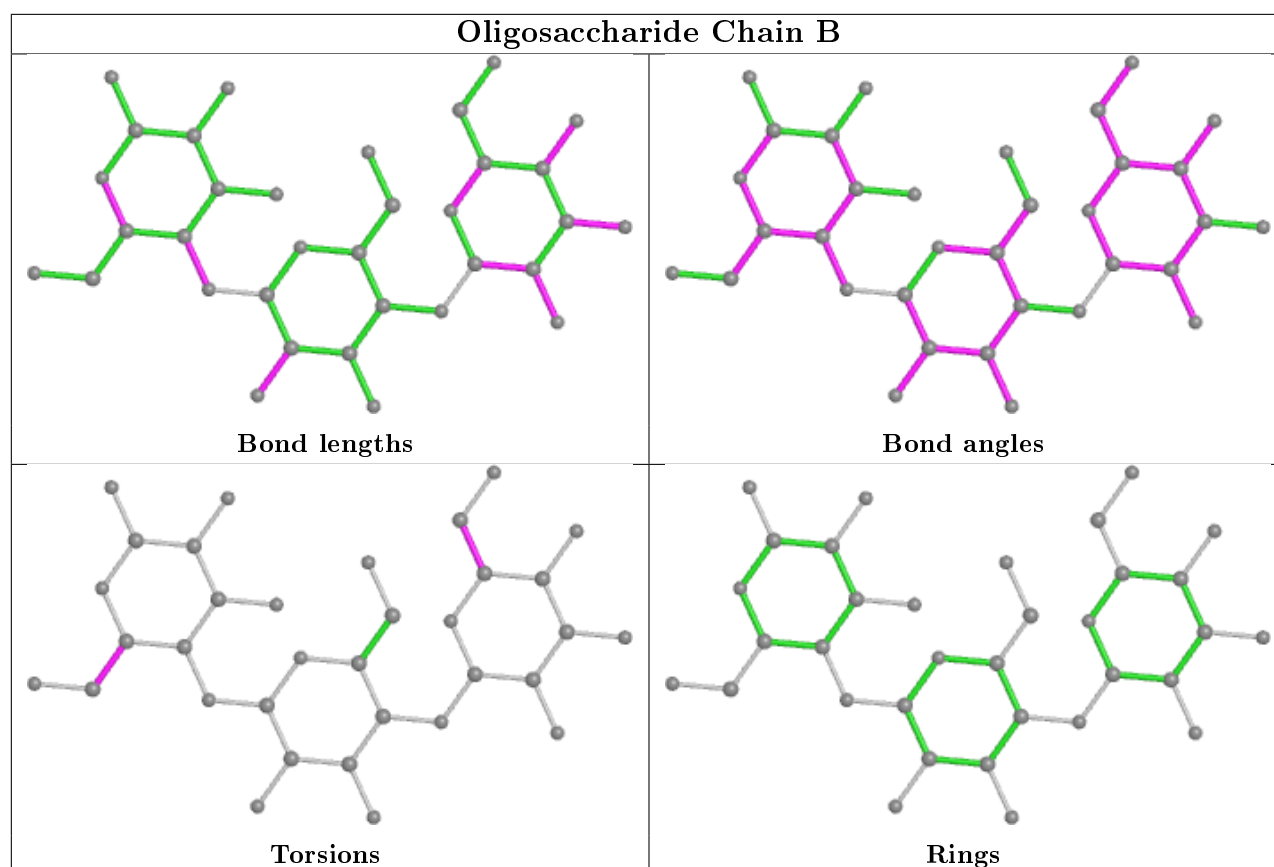 Oligosaccharide Chain B
Bond lengths
Bond angles
Torsions
Rings